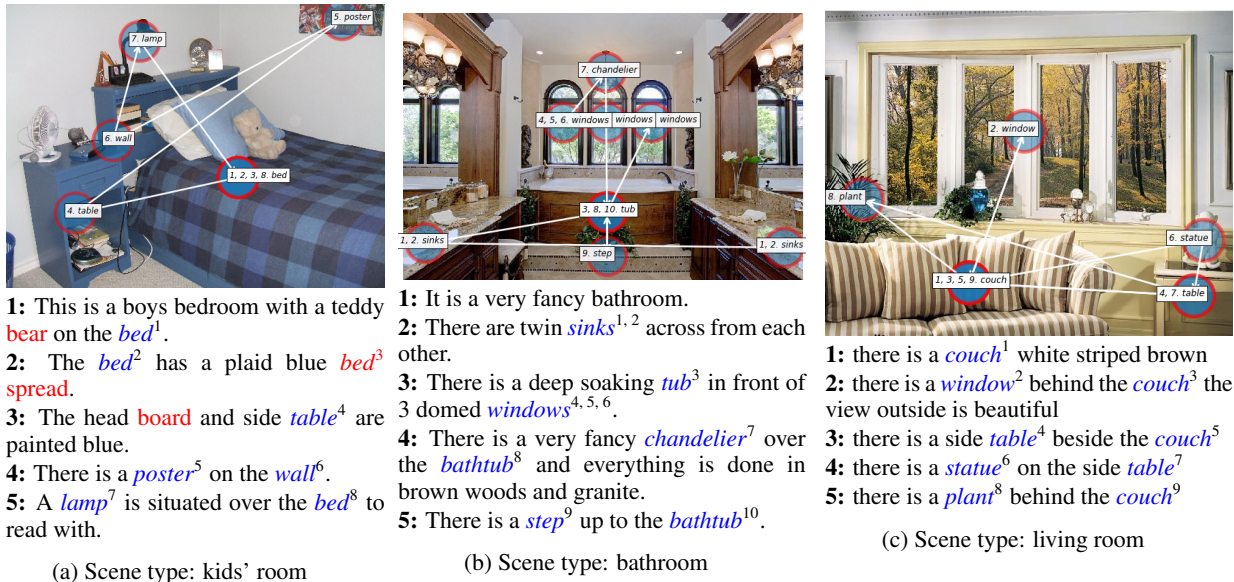 7. lamp
5. poster
6. wall
1, 2, 3, 8. bed
4. table
1: This is a boys bedroom with a teddy
bear on the bed1.
2: The bed2 has a plaid blue bed3
spread.
3: The head board and side table4 are
painted blue.
4: There is a poster5 on the wall6.
5: A lamp7 is situated over the bed8 to
read with.
(a) Scene type: kids' room
7. chandelier
4, 5, 6. windows windows windows
3, 8, 10. tub
1, 2. sinks
9. step
1, 2. sinks
1: It is a very fancy bathroom.
2: There are twin sinks1, 2 across from each
other.
3: There is a deep soaking tub3 in front of
3 domed windows4, 5, 6.
4: There is a very fancy chandelier7 over
the bathtub8 and everything is done in
brown woods and granite.
5: There is a step9 up to the bathtub10.
(b) Scene type: bathroom
2. window
8. plant
6. statue
1, 3, 5, 9. couch
4, 7. table
1: there is a couch1 white striped brown
2: there is a window2 behind the couch3 the
view outside is beautiful
3: there is a side table4 beside the couch5
4: there is a statue6 on the side table7
5: there is a plant8 behind the couch9
(c) Scene type: living room